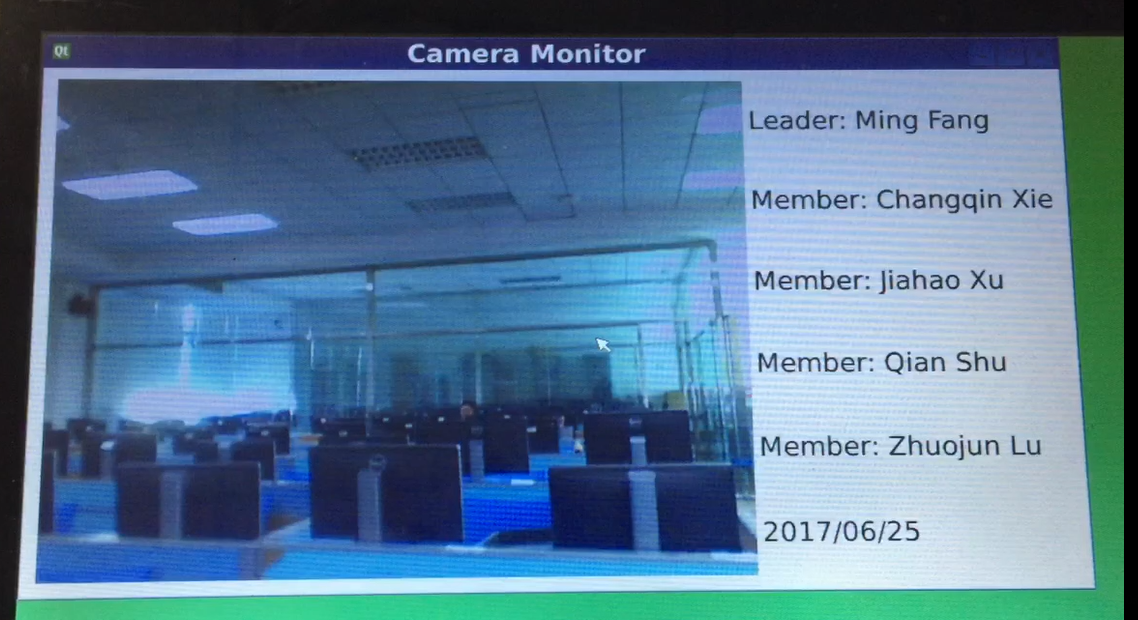 Qt
Camera Monitor
Leader: Ming Fang
Member: Changqin Xie
Member: Jiahao Xu
Member: Qian Shu
Member: Zhuojun Lu
2017/06/25